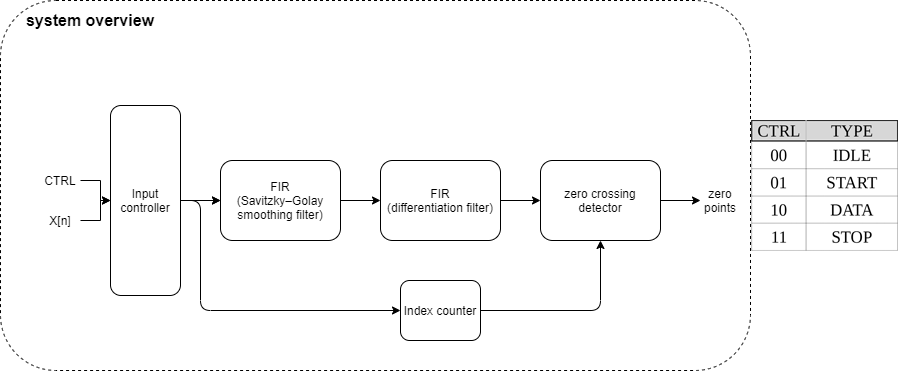 system overview
CTRL
X[n]
Input
controller
FIR
(Savitzky–Golay
smoothing filter)
FIR
(differentiation filter)
zero crossing
detector
zero
points
Index counter
CTRL TYPE
00 IDLE
01 START
10 DATA
11 STOP